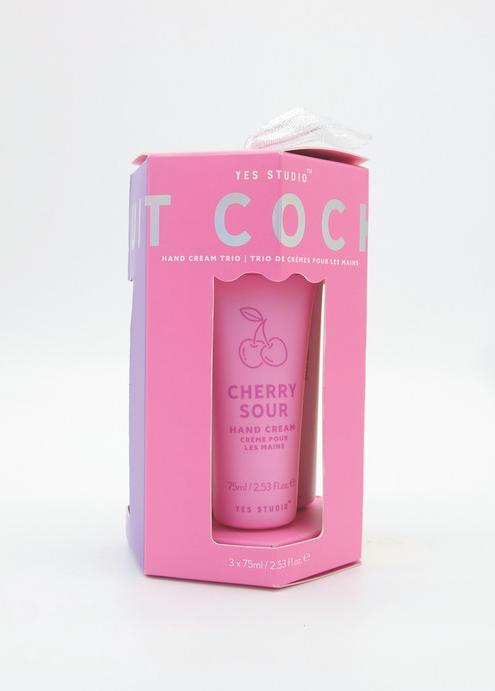 YES STUDIO™
UIT COCK
HAND CREAM TRIO | TRIO DE CRÈMES POUR LES MAINS
CHERRY
SOUR
HAND CREAM
CRÈME POUR
LES MAINS
75ml / 2.53 fl.oz. ℮
YES STUDIO™
3 x 75ml / 2.53 fl.oz. ℮